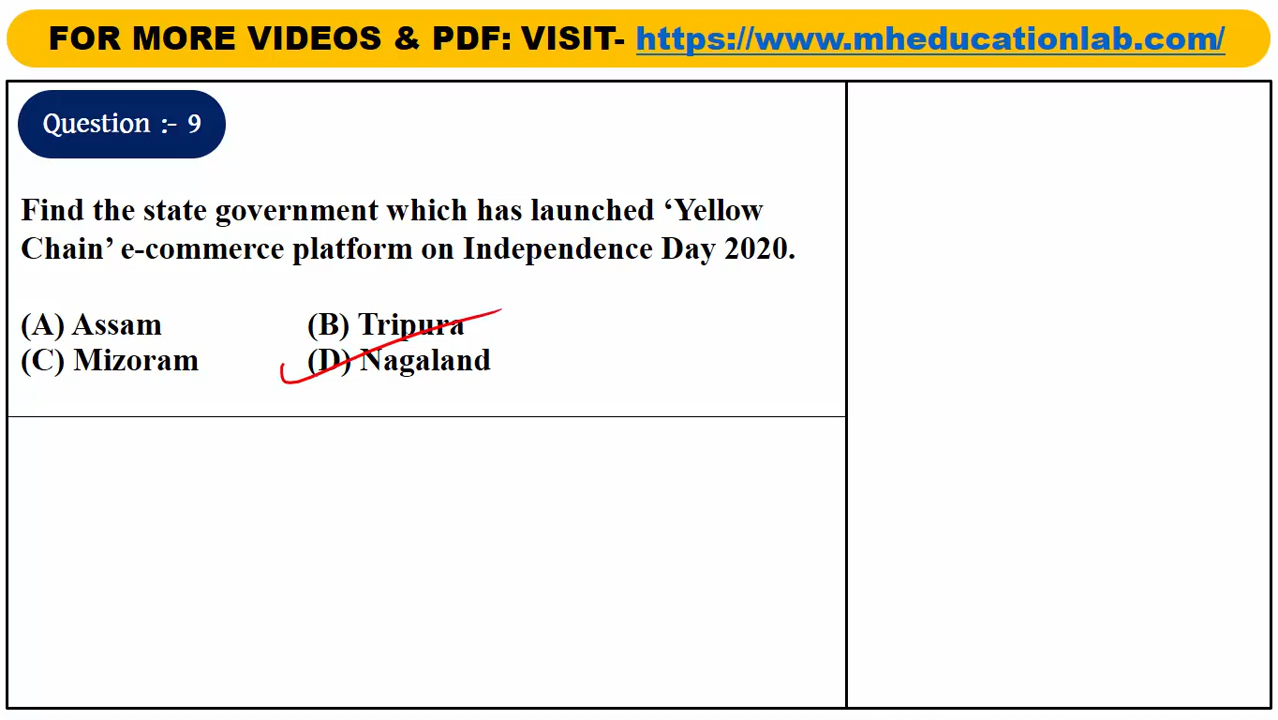 FOR MORE VIDEOS & PDF: VISIT- https://www.mheducationlab.com/
Question :- 9
Find the state government which has launched ‘Yellow
Chain’ e-commerce platform on Independence Day 2020.
(A) Assam (B) Tripura
(C) Mizoram (D) Nagaland